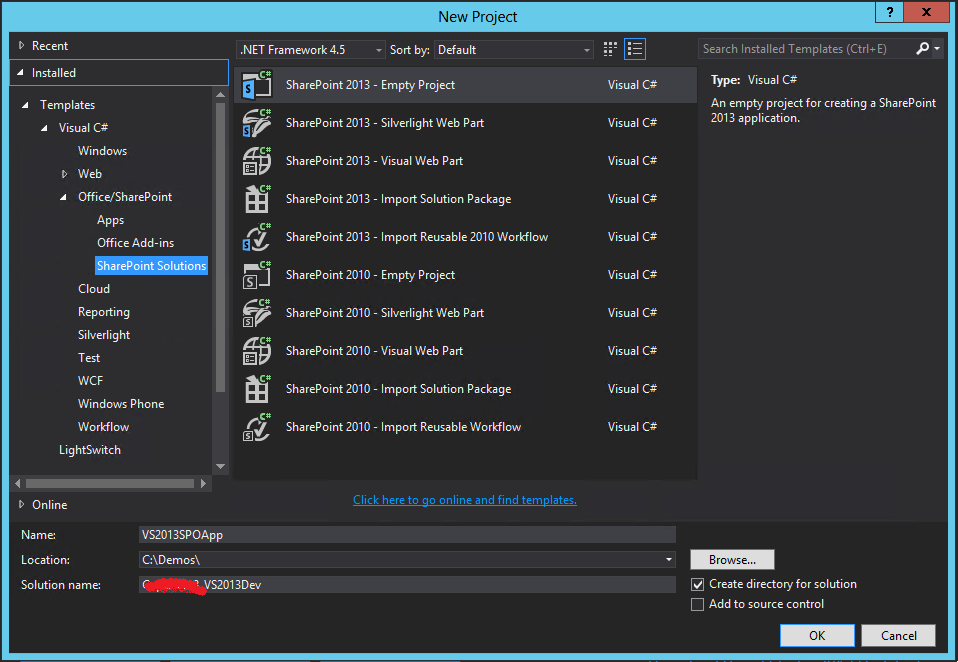 New Project
? x
Recent
.NET Framework 4.5 Sort by: Default
Search Installed Templates (Ctrl+E)
Installed
Templates
Visual C#
Windows
Web
Office/SharePoint
Apps
Office Add-ins
SharePoint Solutions
Cloud
Reporting
Silverlight
Test
WCF
Windows Phone
Workflow
LightSwitch
Online
SharePoint 2013 - Empty Project Visual C#
SharePoint 2013 - Silverlight Web Part Visual C#
SharePoint 2013 - Visual Web Part Visual C#
SharePoint 2013 - Import Solution Package Visual C#
SharePoint 2013 - Import Reusable 2010 Workflow Visual C#
SharePoint 2010 - Empty Project Visual C#
SharePoint 2010 - Silverlight Web Part Visual C#
SharePoint 2010 - Visual Web Part Visual C#
SharePoint 2010 - Import Solution Package Visual C#
SharePoint 2010 - Import Reusable Workflow Visual C#
Click here to go online and find templates.
Type: Visual C#
An empty project for creating a SharePoint
2013 application.
Name: VS2013SPOApp
Location: C:\Demos\
Browse...
Solution name: VS2013Dev
Create directory for solution
Add to source control
OK Cancel